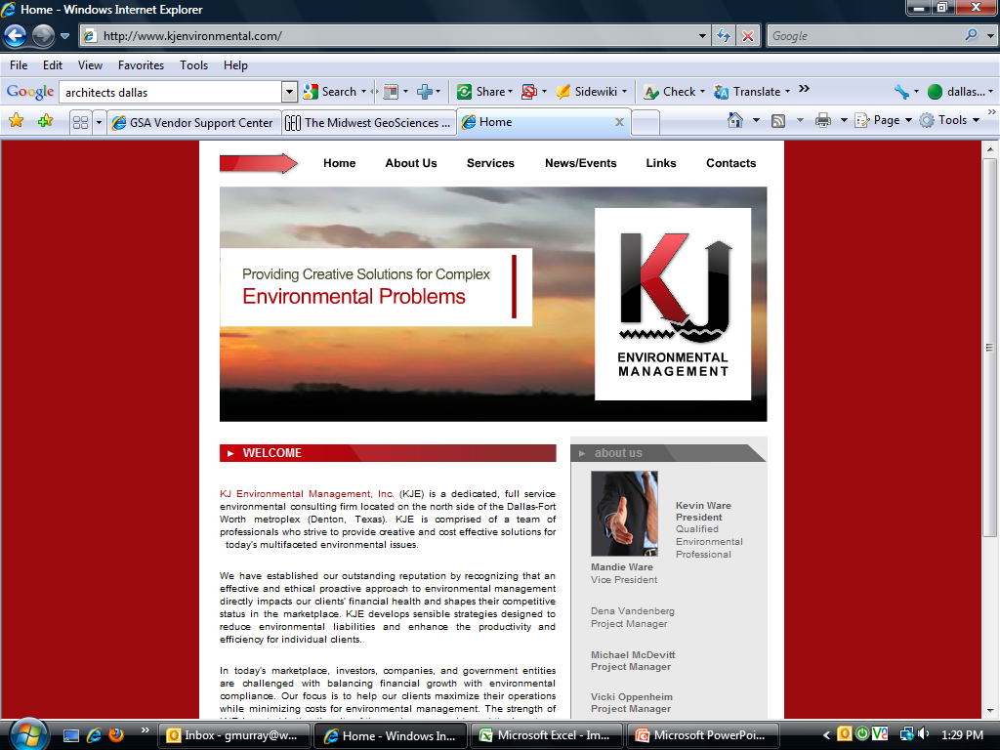 Home - Windows Internet Explorer
http://www.kjenvironmental.com/
Google
File Edit View Favorites Tools Help
Google architects dallas Search Share Sidewiki Check Translate » dallas...
GSA Vendor Support Center The Midwest GeoSciences ... Home Page Tools »
Home About Us Services News/Events Links Contacts
Providing Creative Solutions for Complex
Environmental Problems
KJ
ENVIRONMENTAL
MANAGEMENT
WELCOME
KJ Environmental Management, Inc. (KJE) is a dedicated, full service
environmental consulting firm located on the north side of the Dallas-Fort
Worth metroplex (Denton, Texas). KJE is comprised of a team of
professionals who strive to provide creative and cost effective solutions for
today's multifaceted environmental issues.
We have established our outstanding reputation by recognizing that an
effective and ethical proactive approach to environmental management
directly impacts our clients' financial health and shapes their competitive
status in the marketplace. KJE develops sensible strategies designed to
reduce environmental liabilities and enhance the productivity and
efficiency for individual clients.
In today's marketplace, investors, companies, and government entities
are challenged with balancing financial growth with environmental
compliance. Our focus is to help our clients maximize their operations
while minimizing costs for environmental management. The strength of
about us
Kevin Ware
President
Qualified
Environmental
Professional
Mandie Ware
Vice President
Dena Vandenberg
Project Manager
Michael McDevitt
Project Manager
Vicki Oppenheim
Project Manager
» Inbox - gmurray@w... Home - Windows In... Microsoft Excel - Im... Microsoft PowerPoi... < 1:29 PM